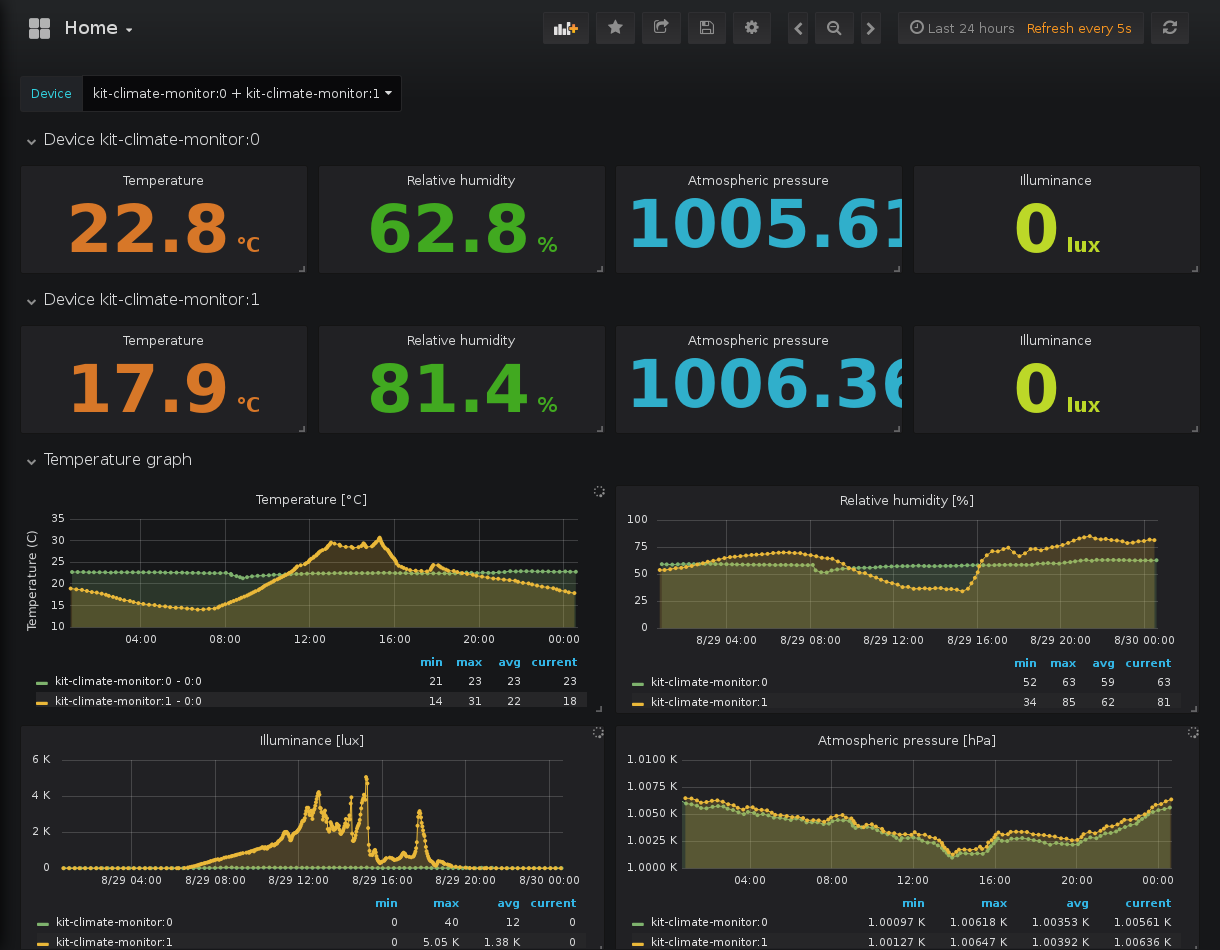 Home
Last 24 hours Refresh every 5s
Device kit-climate-monitor:0 + kit-climate-monitor:1
Device kit-climate-monitor:0
Temperature Relative humidity Atmospheric pressure Illuminance
22.8 °C 62.8 % 1005.61 0 lux
Device kit-climate-monitor:1
Temperature Relative humidity Atmospheric pressure Illuminance
17.9 °C 81.4 % 1006.36 0 lux
Temperature graph
Temperature [°C]
Temperature (C)
35
30
25
20
15
10
04:00 08:00 12:00 16:00 20:00 00:00
min max avg current
kit-climate-monitor:0 - 0:0 21 23 23 23
kit-climate-monitor:1 - 0:0 14 31 22 18
Relative humidity [%]
100
75
50
25
0
8/29 04:00 8/29 08:00 8/29 12:00 8/29 16:00 8/29 20:00 8/30 00:00
min max avg current
kit-climate-monitor:0 52 63 59 63
kit-climate-monitor:1 34 85 62 81
Illuminance [lux]
6 K
4 K
2 K
0
8/29 04:00 8/29 08:00 8/29 12:00 8/29 16:00 8/29 20:00 8/30 00:00
min max avg current
kit-climate-monitor:0 0 40 12 0
kit-climate-monitor:1 0 5.05 K 1.38 K 0
Atmospheric pressure [hPa]
1.0100 K
1.0075 K
1.0050 K
1.0025 K
1.0000 K
04:00 08:00 12:00 16:00 20:00 00:00
min max avg current
kit-climate-monitor:0 1.00097 K 1.00618 K 1.00353 K 1.00561 K
kit-climate-monitor:1 1.00127 K 1.00647 K 1.00392 K 1.00636 K